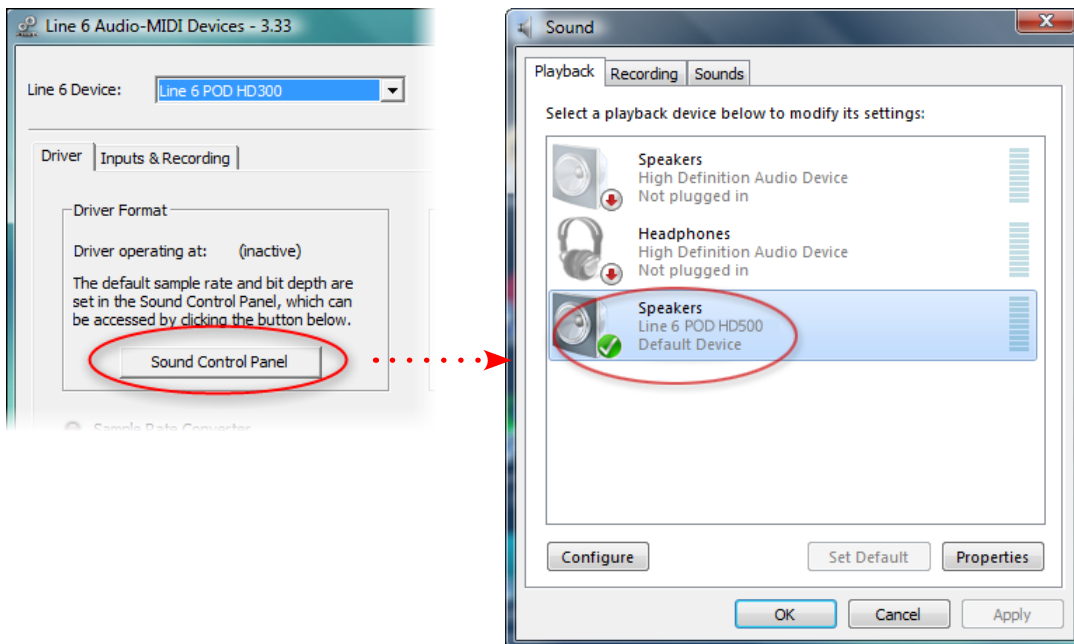 Line 6 Audio-MIDI Devices - 3.33
Line 6 Device:
Line 6 POD HD300
Driver
Inputs & Recording
Driver Format
Driver operating at: (inactive)
The default sample rate and bit depth are
set in the Sound Control Panel, which can
be accessed by clicking the button below.
Sound Control Panel
Sample Rate Converter
Sound
Playback
Recording
Sounds
Select a playback device below to modify its settings:
Speakers
High Definition Audio Device
Not plugged in
Headphones
High Definition Audio Device
Not plugged in
Speakers
Line 6 POD HD500
Default Device
Configure
Set Default
Properties
OK
Cancel
Apply